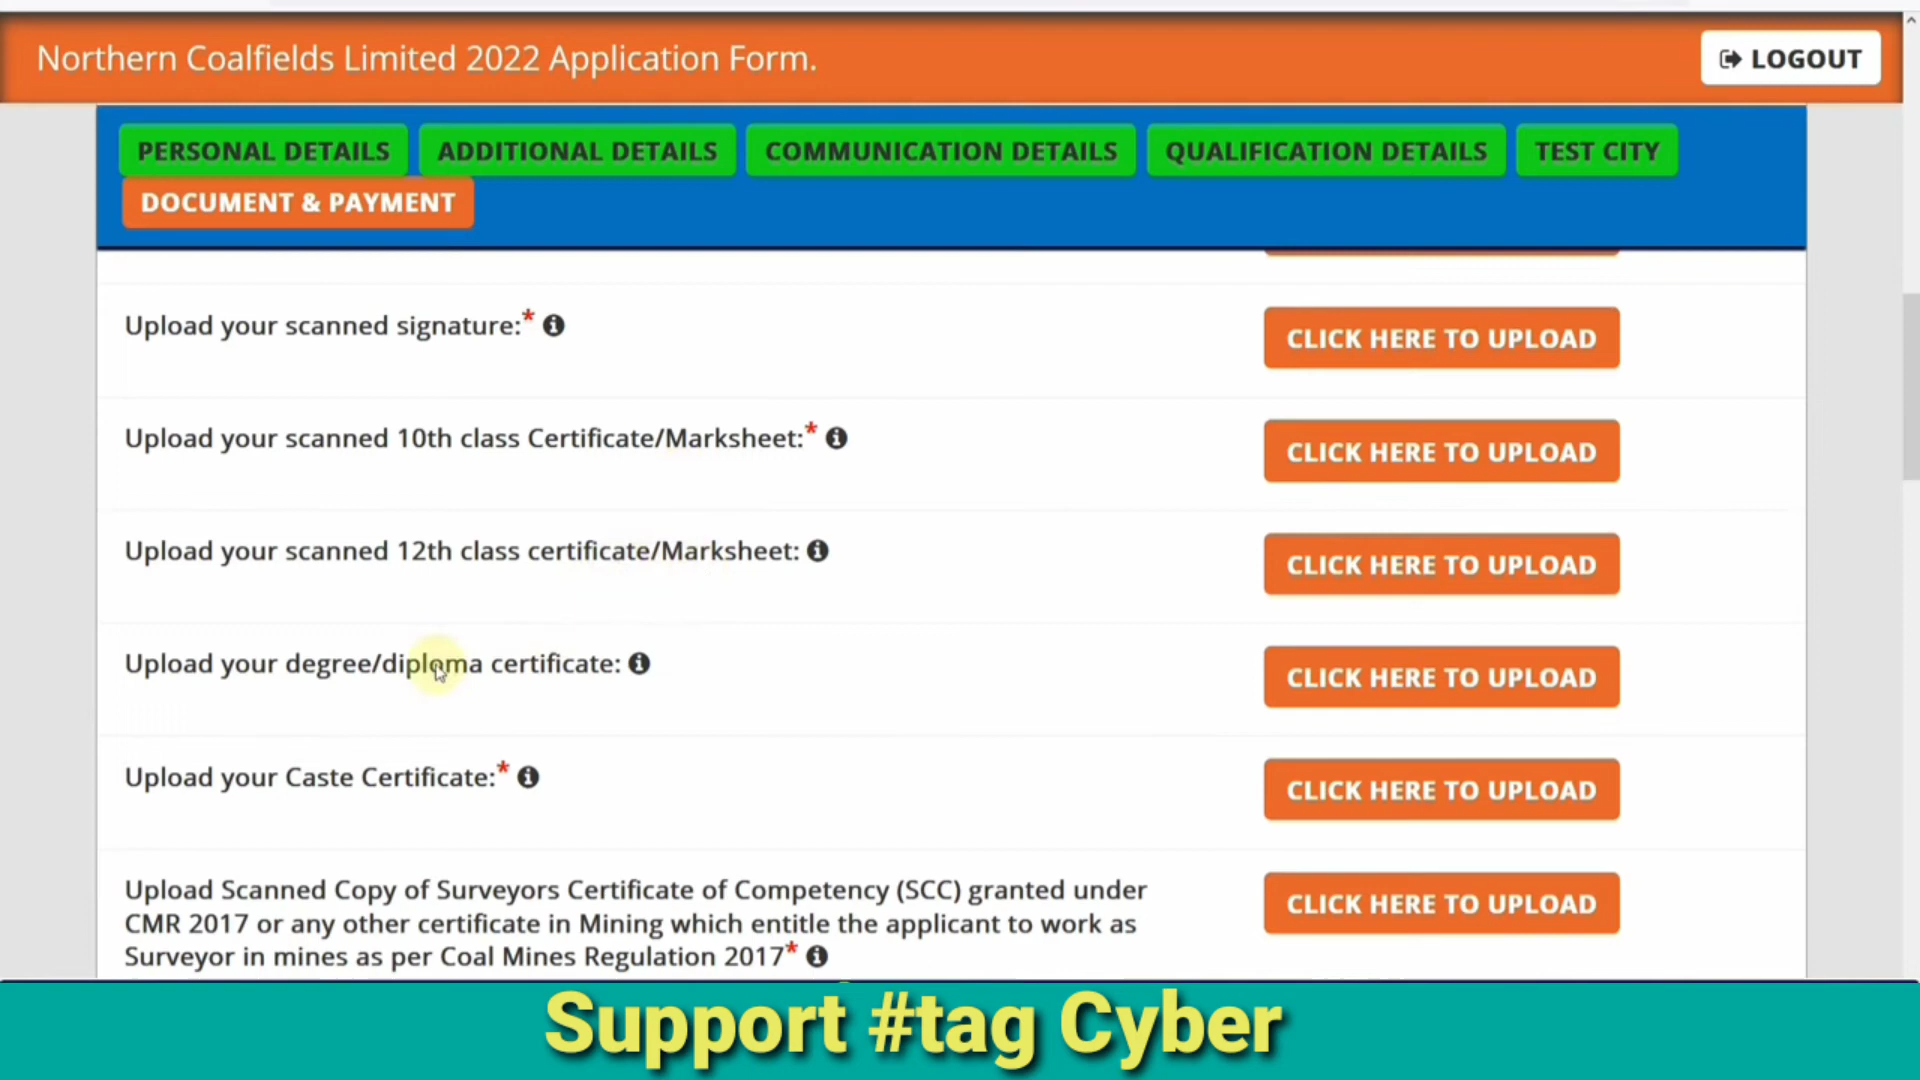 Northern Coalfields Limited 2022 Application Form.
LOGOUT
PERSONAL DETAILS
ADDITIONAL DETAILS
COMMUNICATION DETAILS
QUALIFICATION DETAILS
TEST CITY
DOCUMENT & PAYMENT
Upload your scanned signature:*
CLICK HERE TO UPLOAD
Upload your scanned 10th class Certificate/Marksheet:*
CLICK HERE TO UPLOAD
Upload your scanned 12th class certificate/Marksheet:
CLICK HERE TO UPLOAD
Upload your degree/diploma certificate:
CLICK HERE TO UPLOAD
Upload your Caste Certificate:*
CLICK HERE TO UPLOAD
Upload Scanned Copy of Surveyors Certificate of Competency (SCC) granted under
CMR 2017 or any other certificate in Mining which entitle the applicant to work as
Surveyor in mines as per Coal Mines Regulation 2017*
CLICK HERE TO UPLOAD
Support #tag Cyber